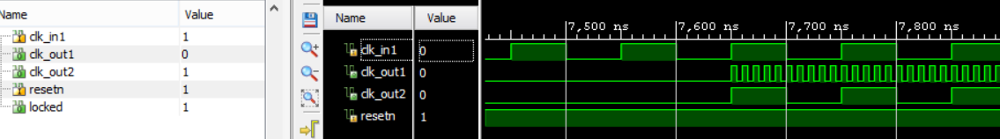 Name Value
clk_in1 1
clk_out1 0
clk_out2 1
resetn 1
locked 1
Name Value
clk_in1 0
clk_out1 0
clk_out2 0
resetn 1
7,500 ns 7,600 ns 7,700 ns 7,800 ns